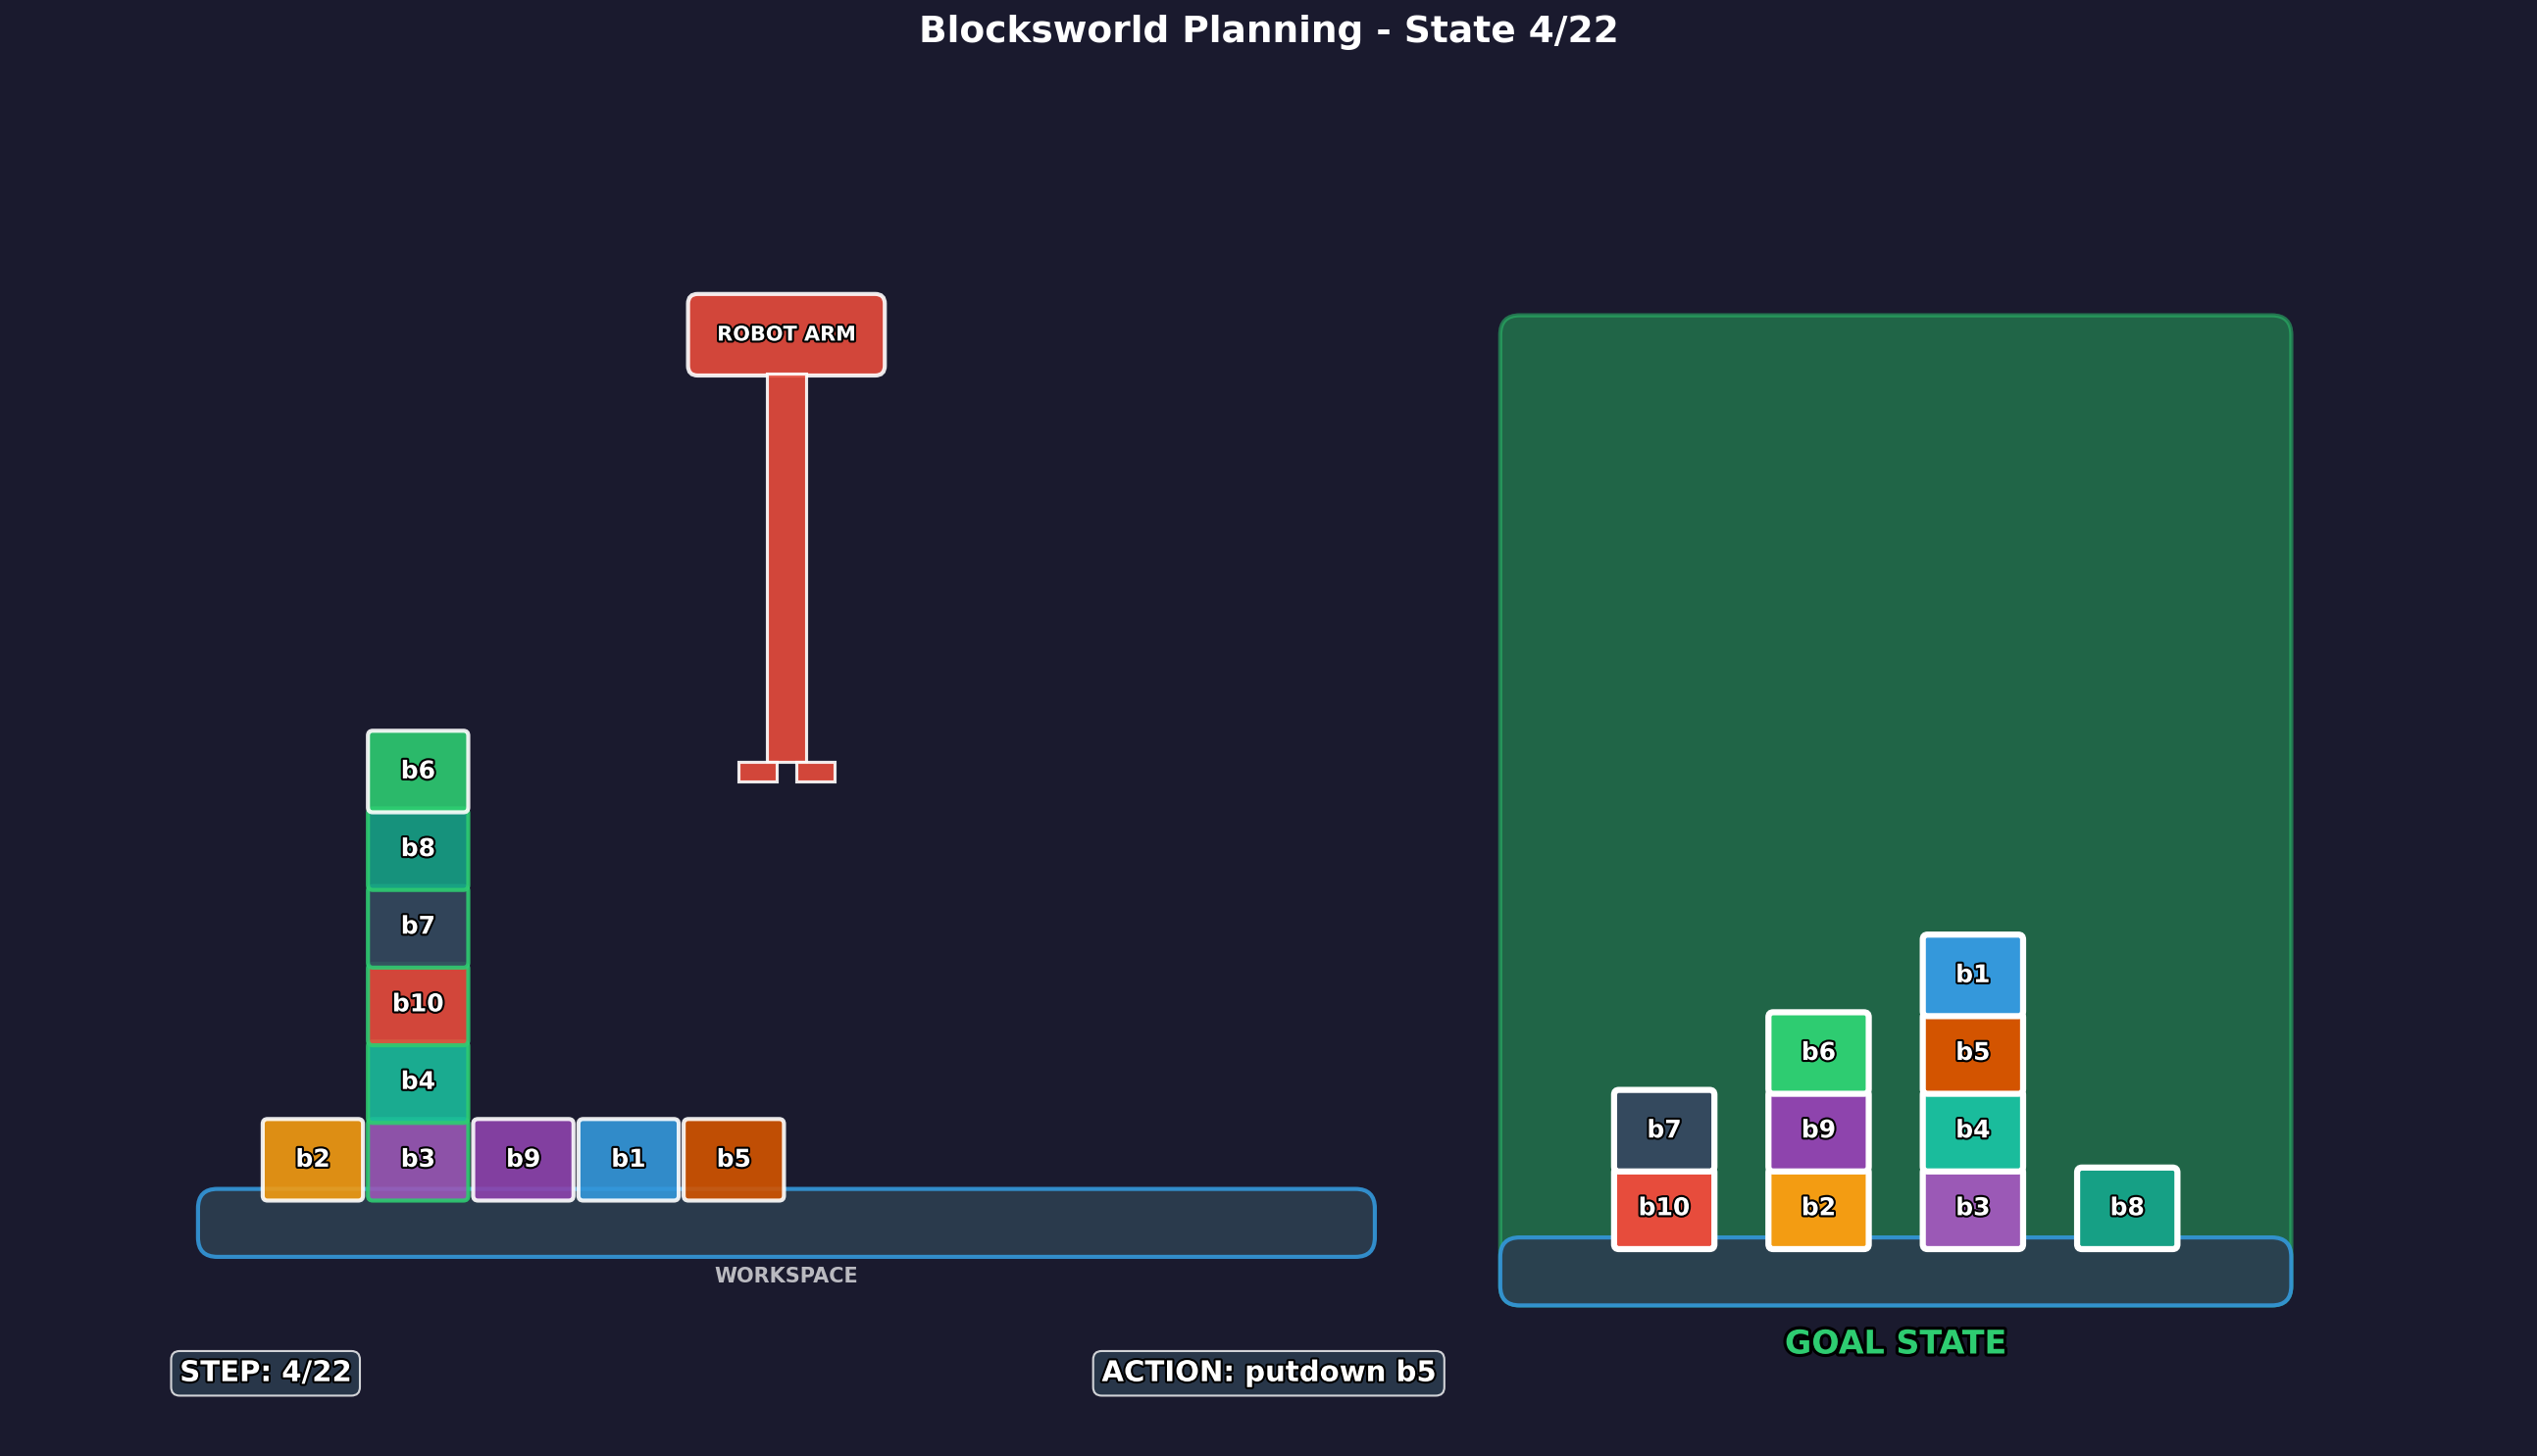 Blocksworld Planning - State 4/22
ROBOT ARM
b6
b8
b7
b10
b4
b2 b3 b9 b1 b5
WORKSPACE
b1
b6 b5
b7 b9 b4
b10 b2 b3 b8
GOAL STATE
STEP: 4/22
ACTION: putdown b5